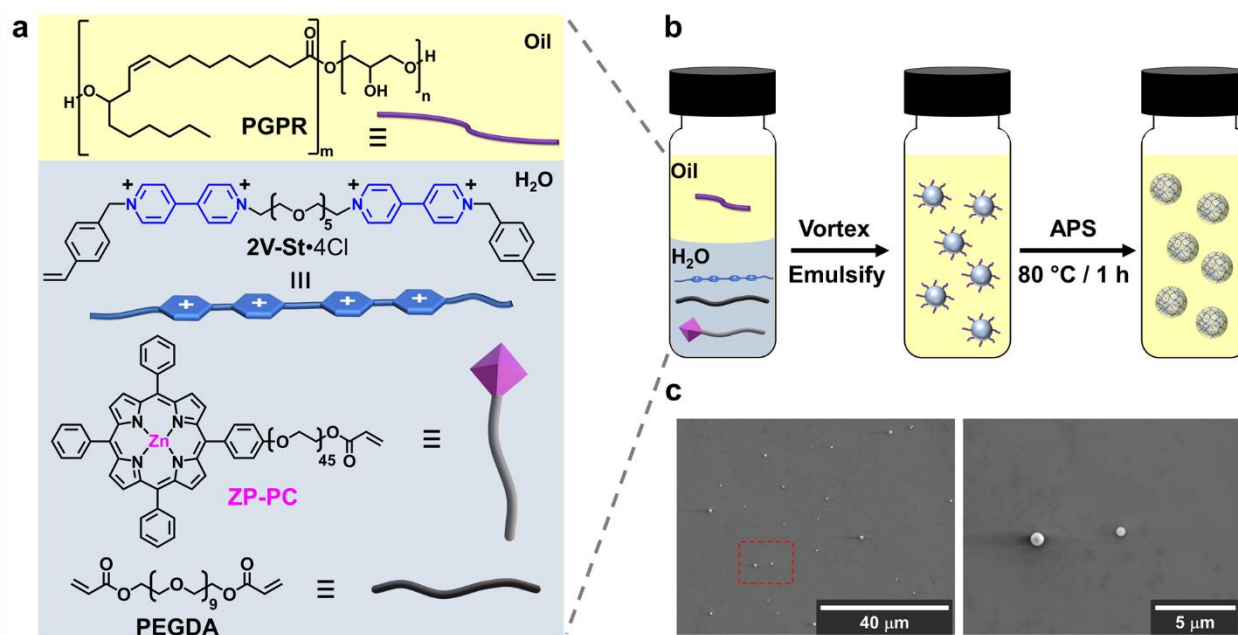 a
Oil
O
O
O
H
H
O
OH
n
PGPR
m
≡
H₂O
+ + + +
N N N N
O
5
2V-St•4Cl
≡
+ + + +
N N
Zn
N N
O
O
45
O
≡
ZP-PC
O
O
O
O
O
9
≡
PEGDA
b
Oil
H₂O
Vortex
Emulsify
APS
80 °C / 1 h
c
40 μm
5 μm